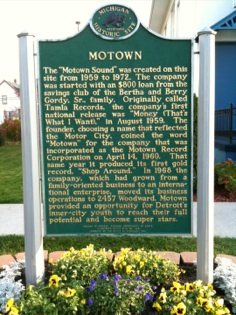 MICHIGAN
HISTORIC SITE
MOTOWN
The "Motown Sound" was created on this
site from 1959 to 1972. The company
was started with an $800 loan from the
savings club of the Bertha and Berry
Gordy, Sr., family. Originally called
Tamla Records, the company's first
national release was "Money (That's
What I Want)," in August 1959. The
founder, choosing a name that reflected
the Motor City, coined the word
"Motown" for the company that was
incorporated as the Motown Record
Corporation on April 14, 1960. That
same year it produced its first gold
record, "Shop Around." In 1968 the
company, which had grown from a
family-oriented business to an interna-
tional enterprise, moved its business
operations to 2457 Woodward. Motown
provided an opportunity for Detroit's
inner-city youth to reach their full
potential and become super stars.